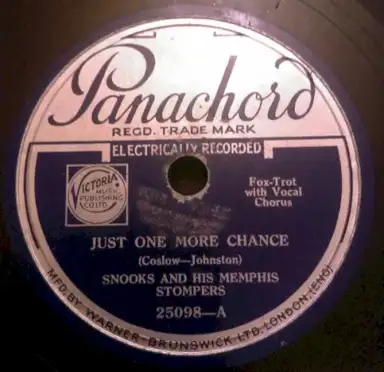 Panachord
REGD. TRADE MARK
ELECTRICALLY RECORDED
VICTORIA
MUSIC
PUBLISHING
CO. LTD.
Fox-Trot
with Vocal
Chorus
JUST ONE MORE CHANCE
(Coslow—Johnston)
SNOOKS AND HIS MEMPHIS
STOMPERS
25098—A
MFD. BY WARNER-BRUNSWICK LTD. LONDON. (ENG)